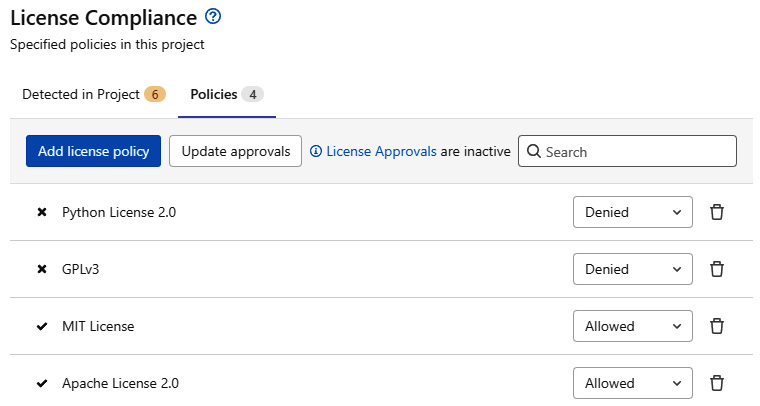 License Compliance
Specified policies in this project
Detected in Project 6 Policies 4
Add license policy Update approvals License Approvals are inactive Search
Python License 2.0 Denied
GPLv3 Denied
MIT License Allowed
Apache License 2.0 Allowed